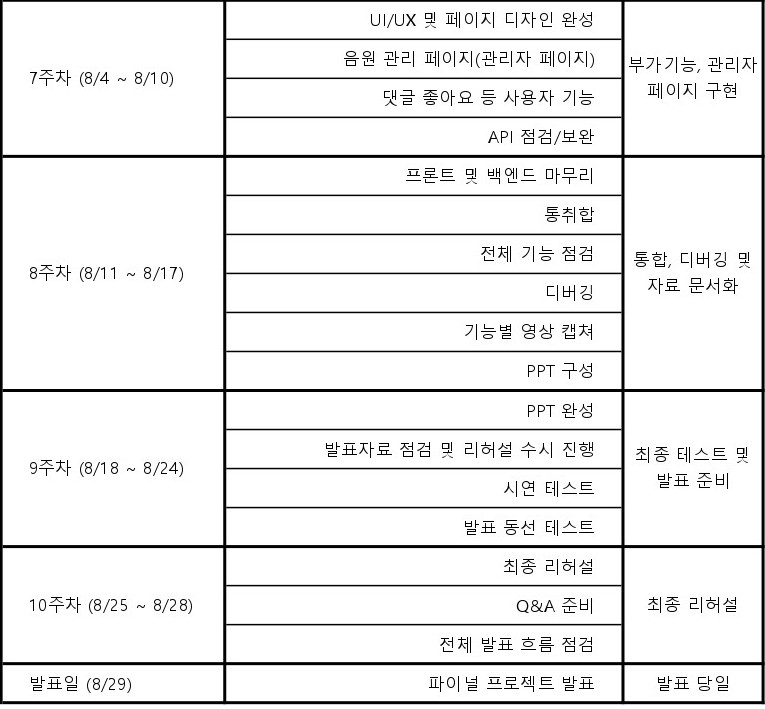 7주차 (8/4 ~ 8/10)
UI/UX 및 페이지 디자인 완성
음원 관리 페이지(관리자 페이지)
댓글 좋아요 등 사용자 기능
API 점검/보완
부가기능, 관리자
페이지 구현
8주차 (8/11 ~ 8/17)
프론트 및 백엔드 마무리
통취합
전체 기능 점검
디버깅
기능별 영상 캡쳐
PPT 구성
통합, 디버깅 및
자료 문서화
9주차 (8/18 ~ 8/24)
PPT 완성
발표자료 점검 및 리허설 수시 진행
시연 테스트
발표 동선 테스트
최종 테스트 및
발표 준비
10주차 (8/25 ~ 8/28)
최종 리허설
Q&A 준비
전체 발표 흐름 점검
최종 리허설
발표일 (8/29)
파이널 프로젝트 발표
발표 당일